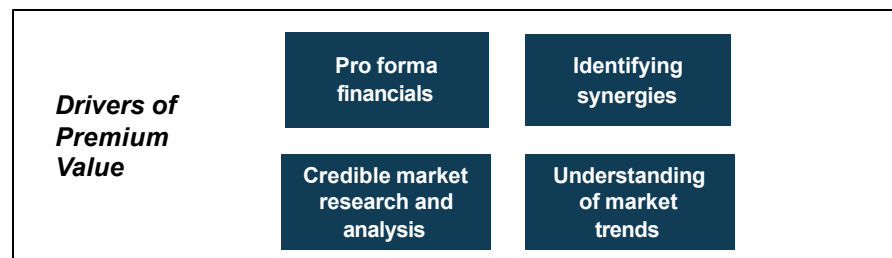 Drivers of
Premium
Value
Pro forma
financials
Identifying
synergies
Credible market
research and
analysis
Understanding
of market
trends